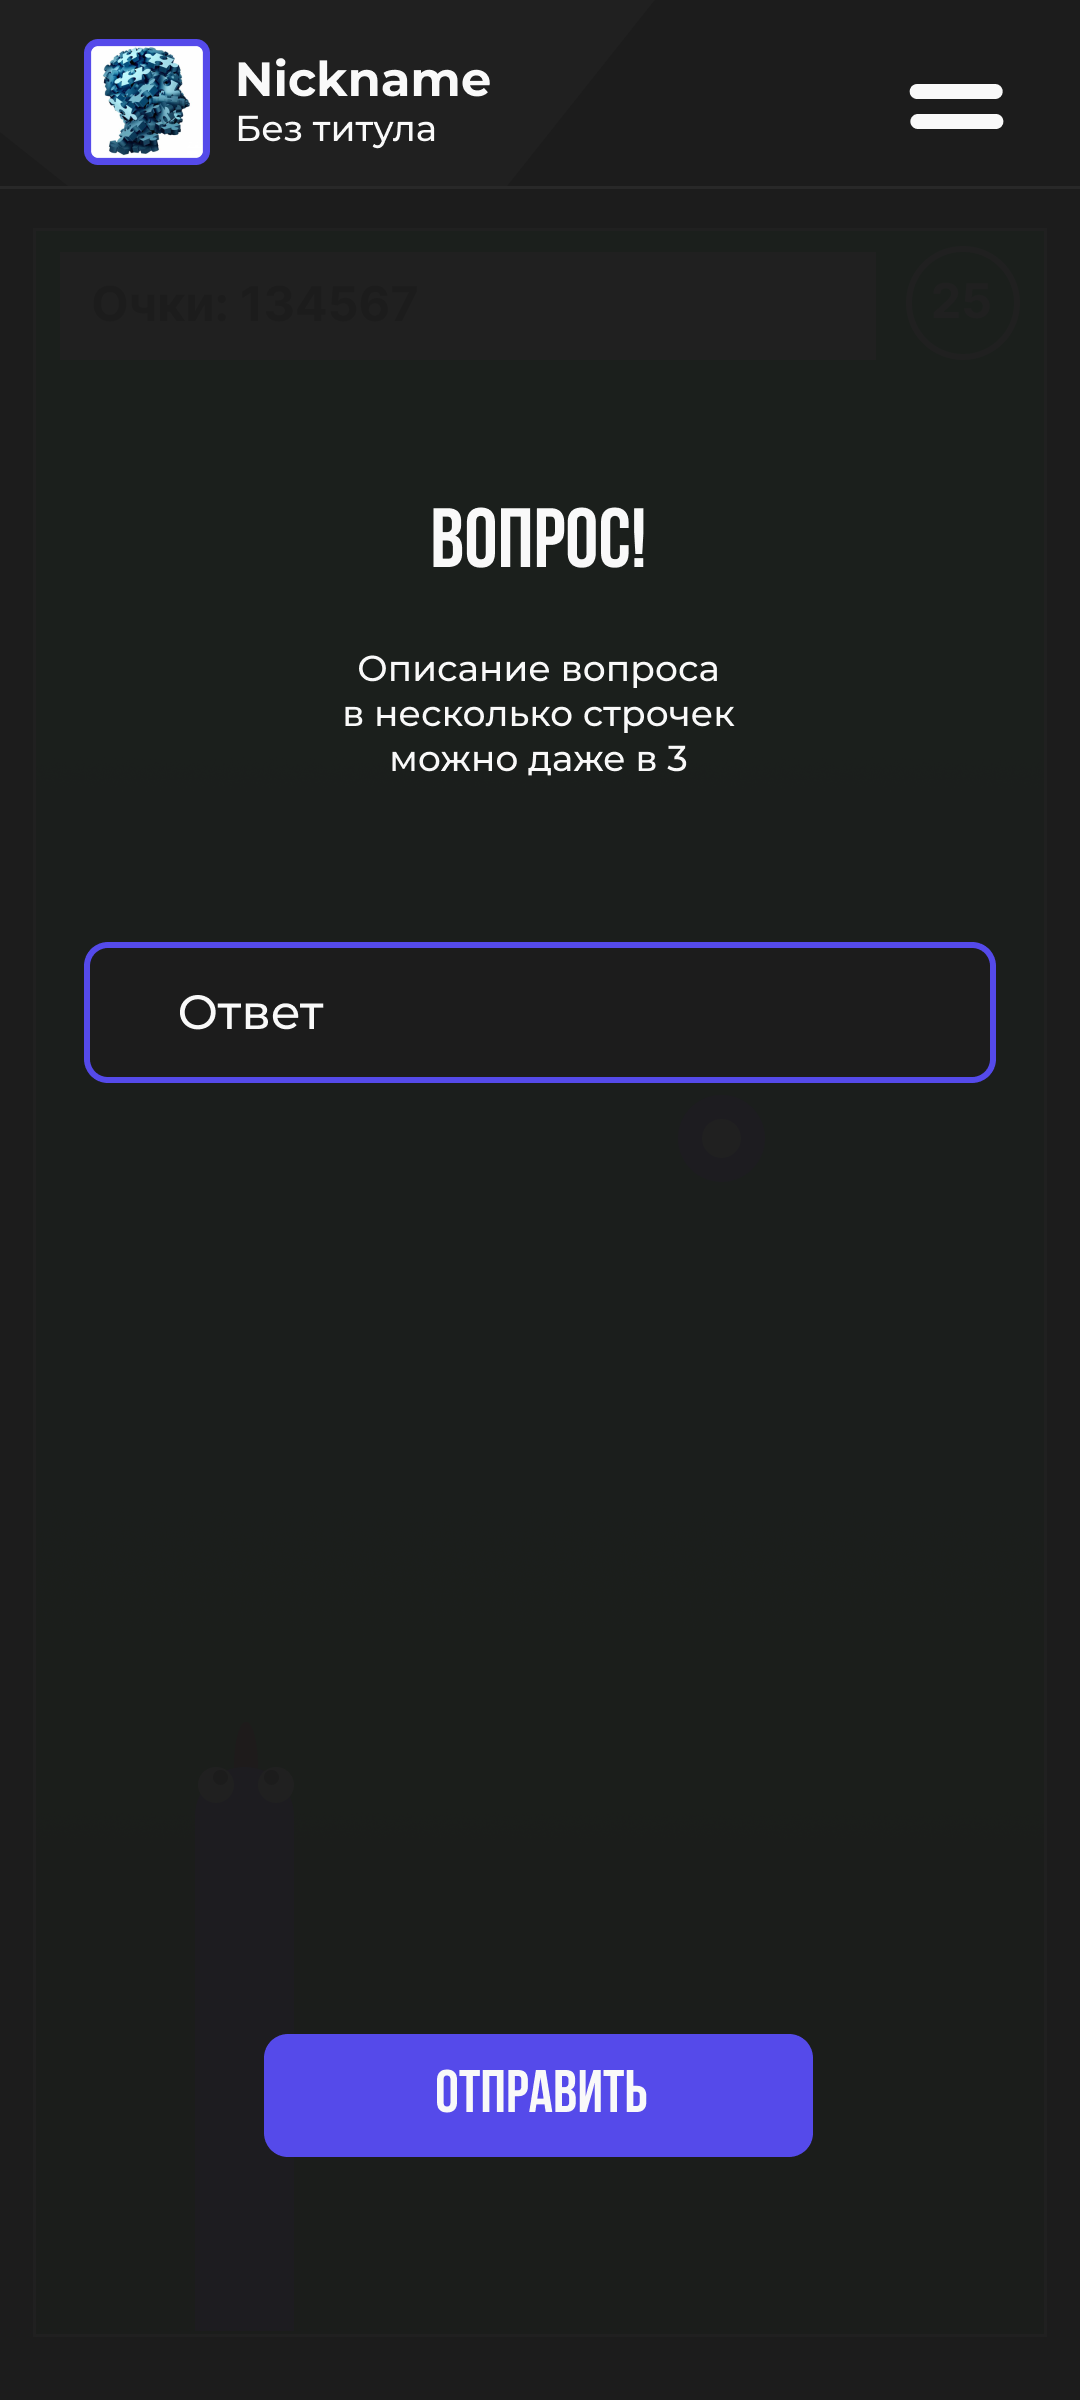 Nickname
Без титула
Очки: 134567
25
ВОПРОС!
Описание вопроса
в несколько строчек
можно даже в 3
Ответ
ОТПРАВИТЬ